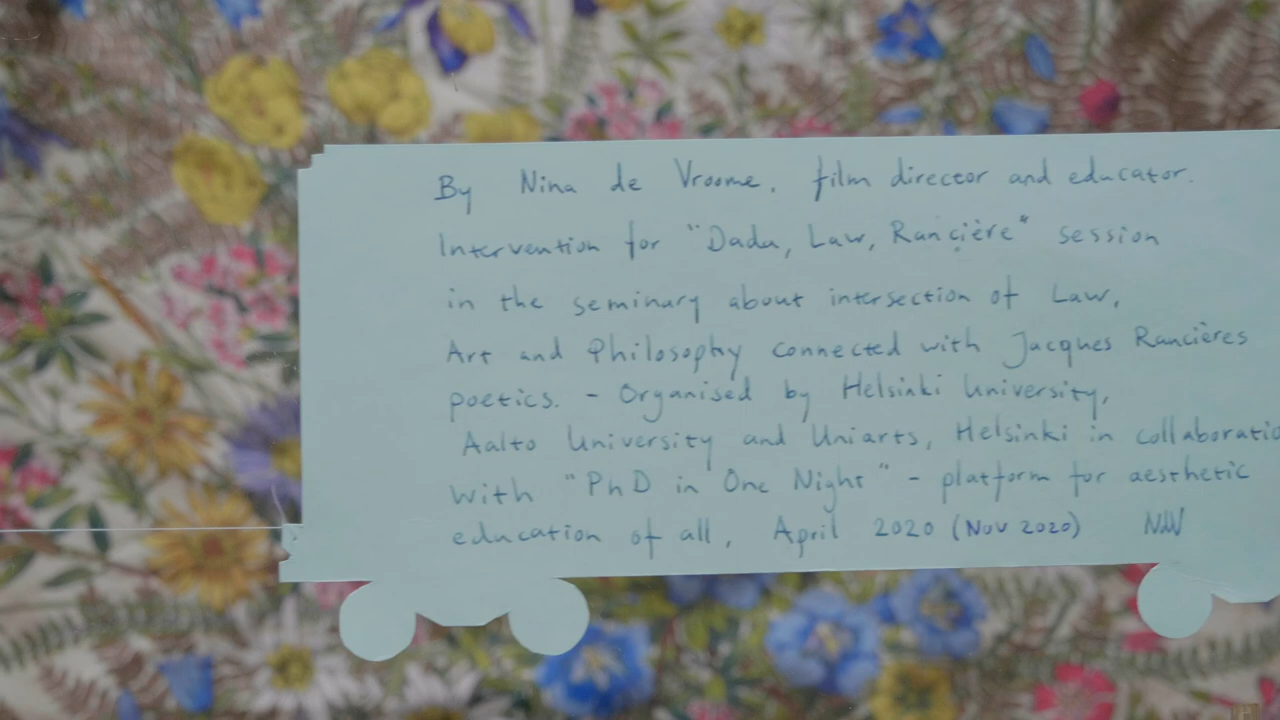 By Nina de Vroome, film director and educator.
Intervention for "Dada, Law, Rancière" session
in the seminary about intersection of Law,
Art and Philosophy connected with Jacques Rancières
poetics. - Organised by Helsinki University,
Aalto University and Uniarts, Helsinki in collaboratio
with "PhD in One Night" - platform for aesthetic
education of all, April 2020 (Nov 2020) NdV